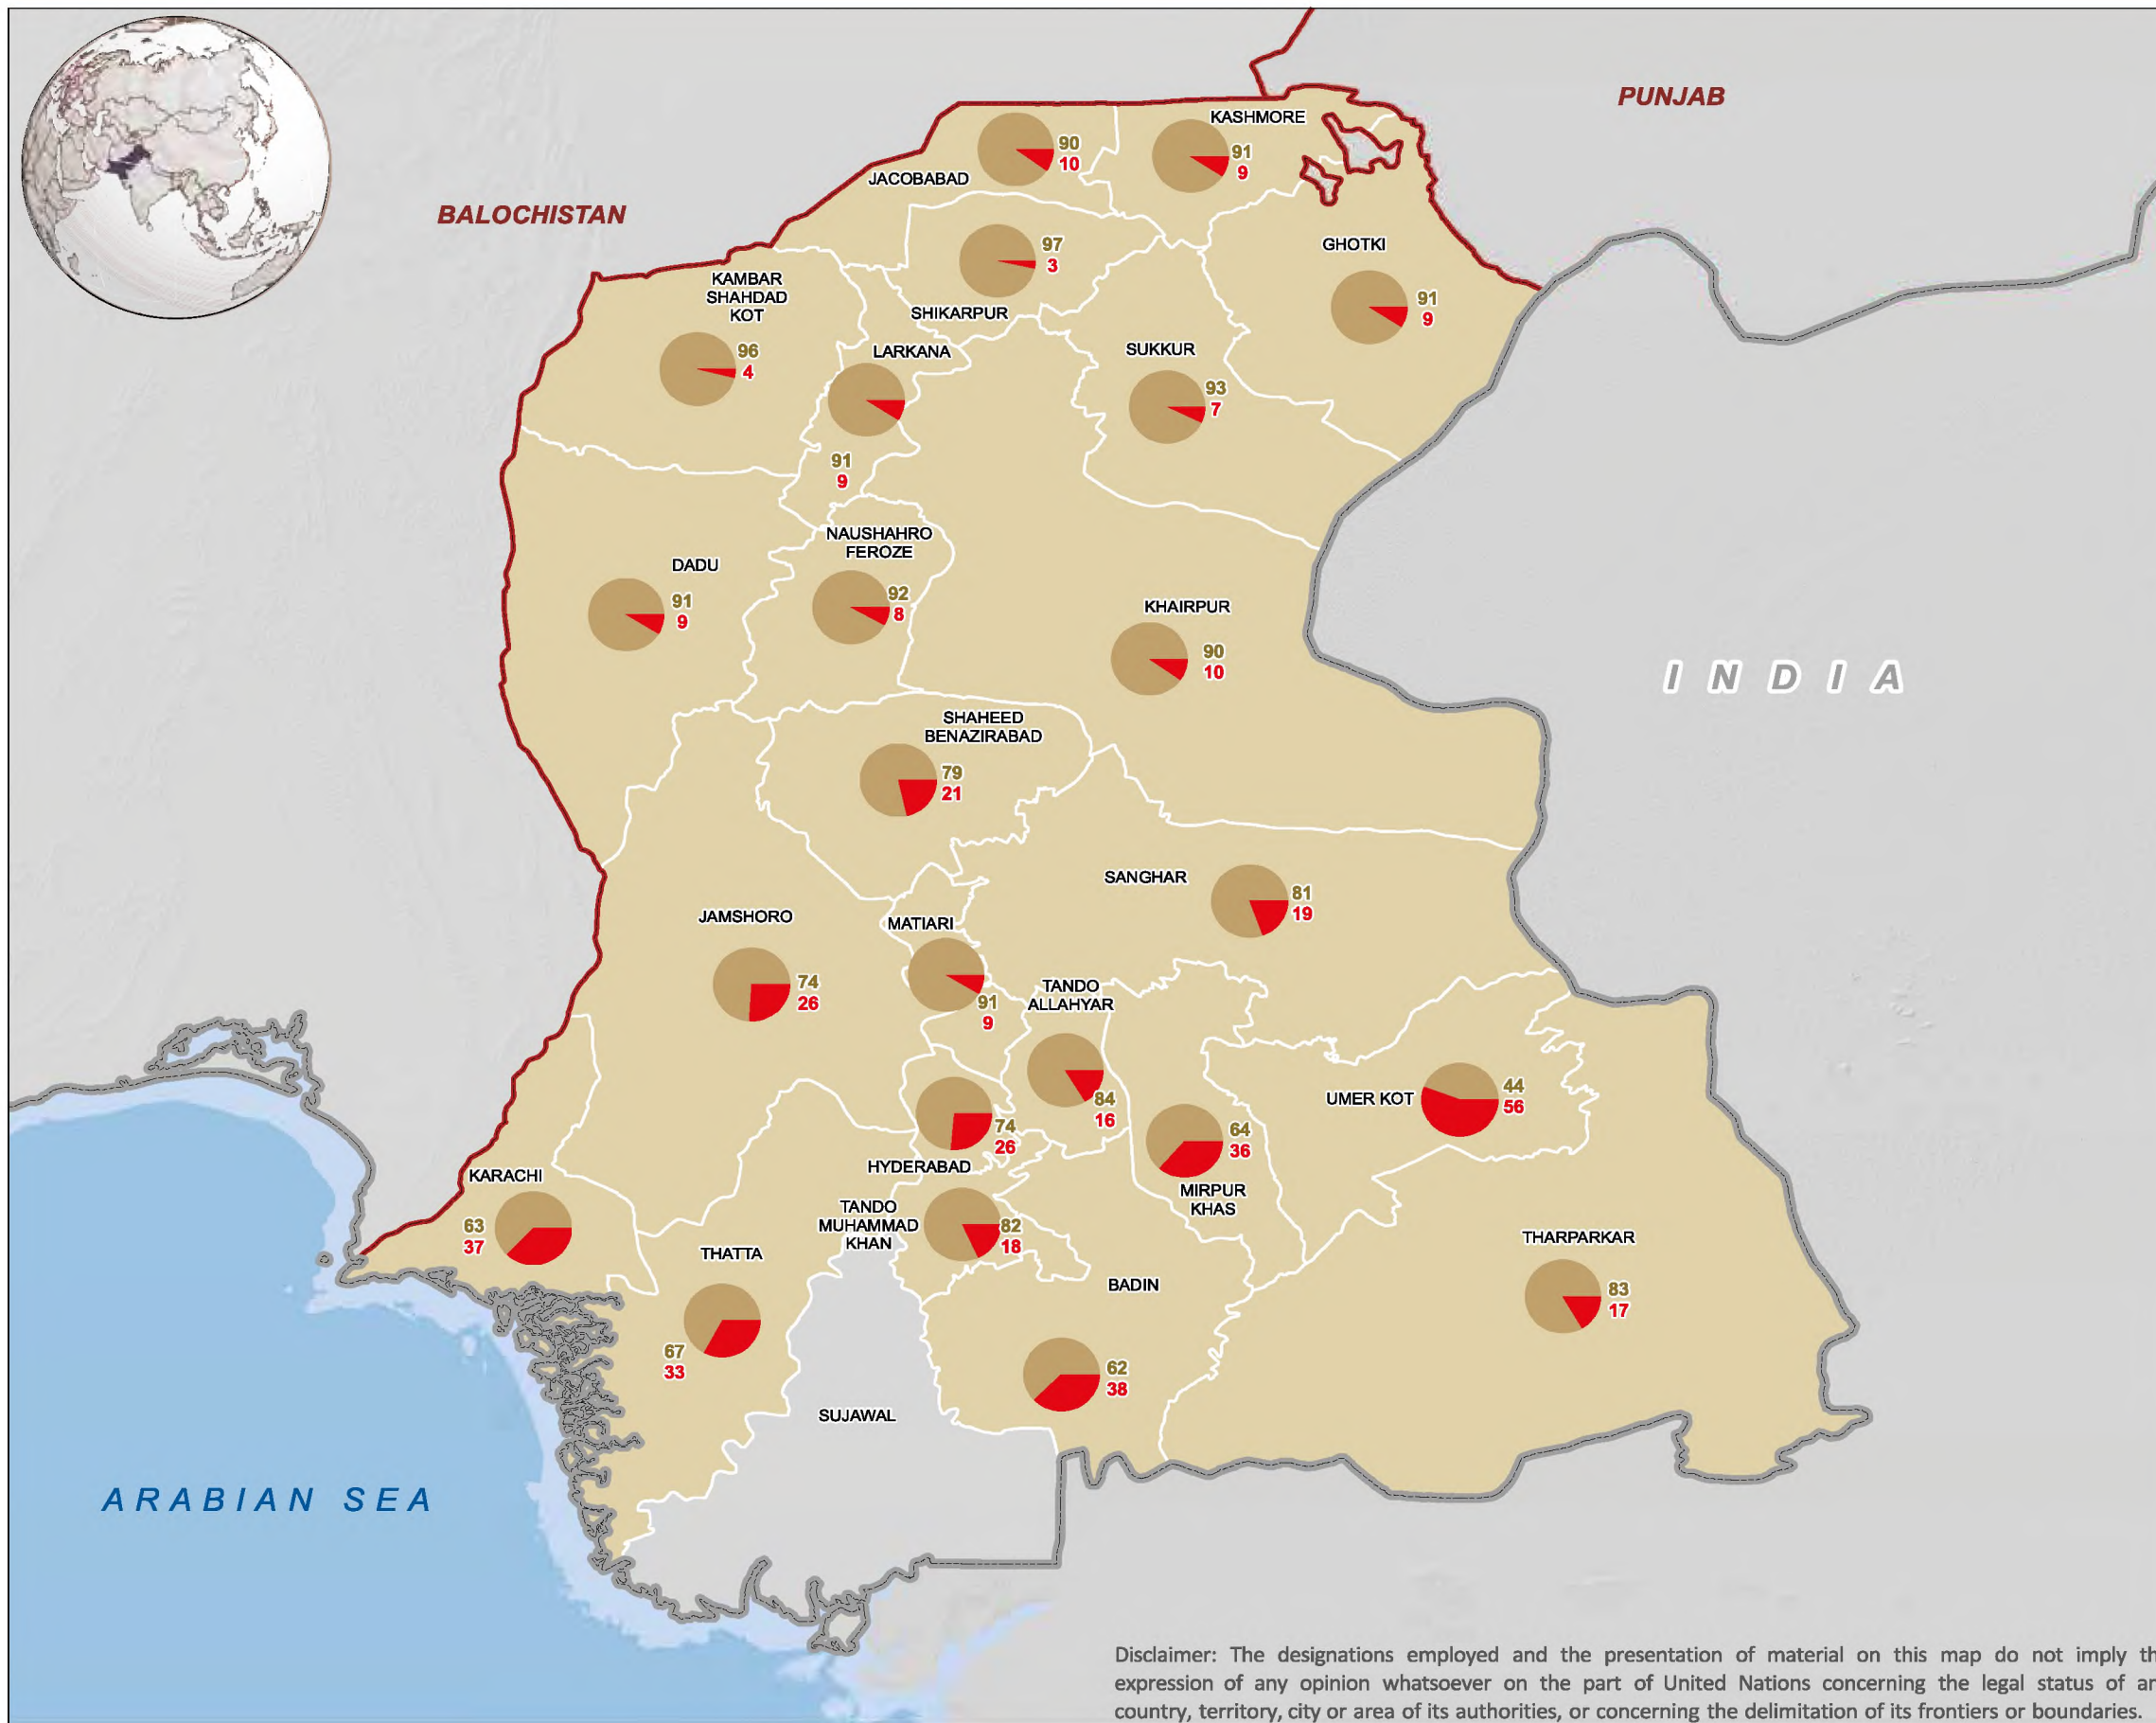 PUNJAB
BALOCHISTAN
KASHMORE
91
9
JACOBABAD
90
10
GHOTKI
91
9
SHIKARPUR
97
3
KAMBAR
SHAHDAD
KOT
96
4
LARKANA
91
9
SUKKUR
93
7
NAUSHAHRO
FEROZE
92
8
DADU
91
9
KHAIRPUR
90
10
INDIA
SHAHEED
BENAZIRABAD
79
21
SANGHAR
81
19
JAMSHORO
74
26
MATIARI
91
9
TANDO
ALLAHYAR
84
16
UMER KOT
44
56
HYDERABAD
74
26
MIRPUR
KHAS
64
36
KARACHI
63
37
TANDO
MUHAMMAD
KHAN
82
18
THATTA
67
33
BADIN
62
38
THARPARKAR
83
17
SUJAWAL
ARABIAN SEA
Disclaimer: The designations employed and the presentation of material on this map do not imply th
expression of any opinion whatsoever on the part of United Nations concerning the legal status of an
country, territory, city or area of its authorities, or concerning the delimitation of its frontiers or boundaries.